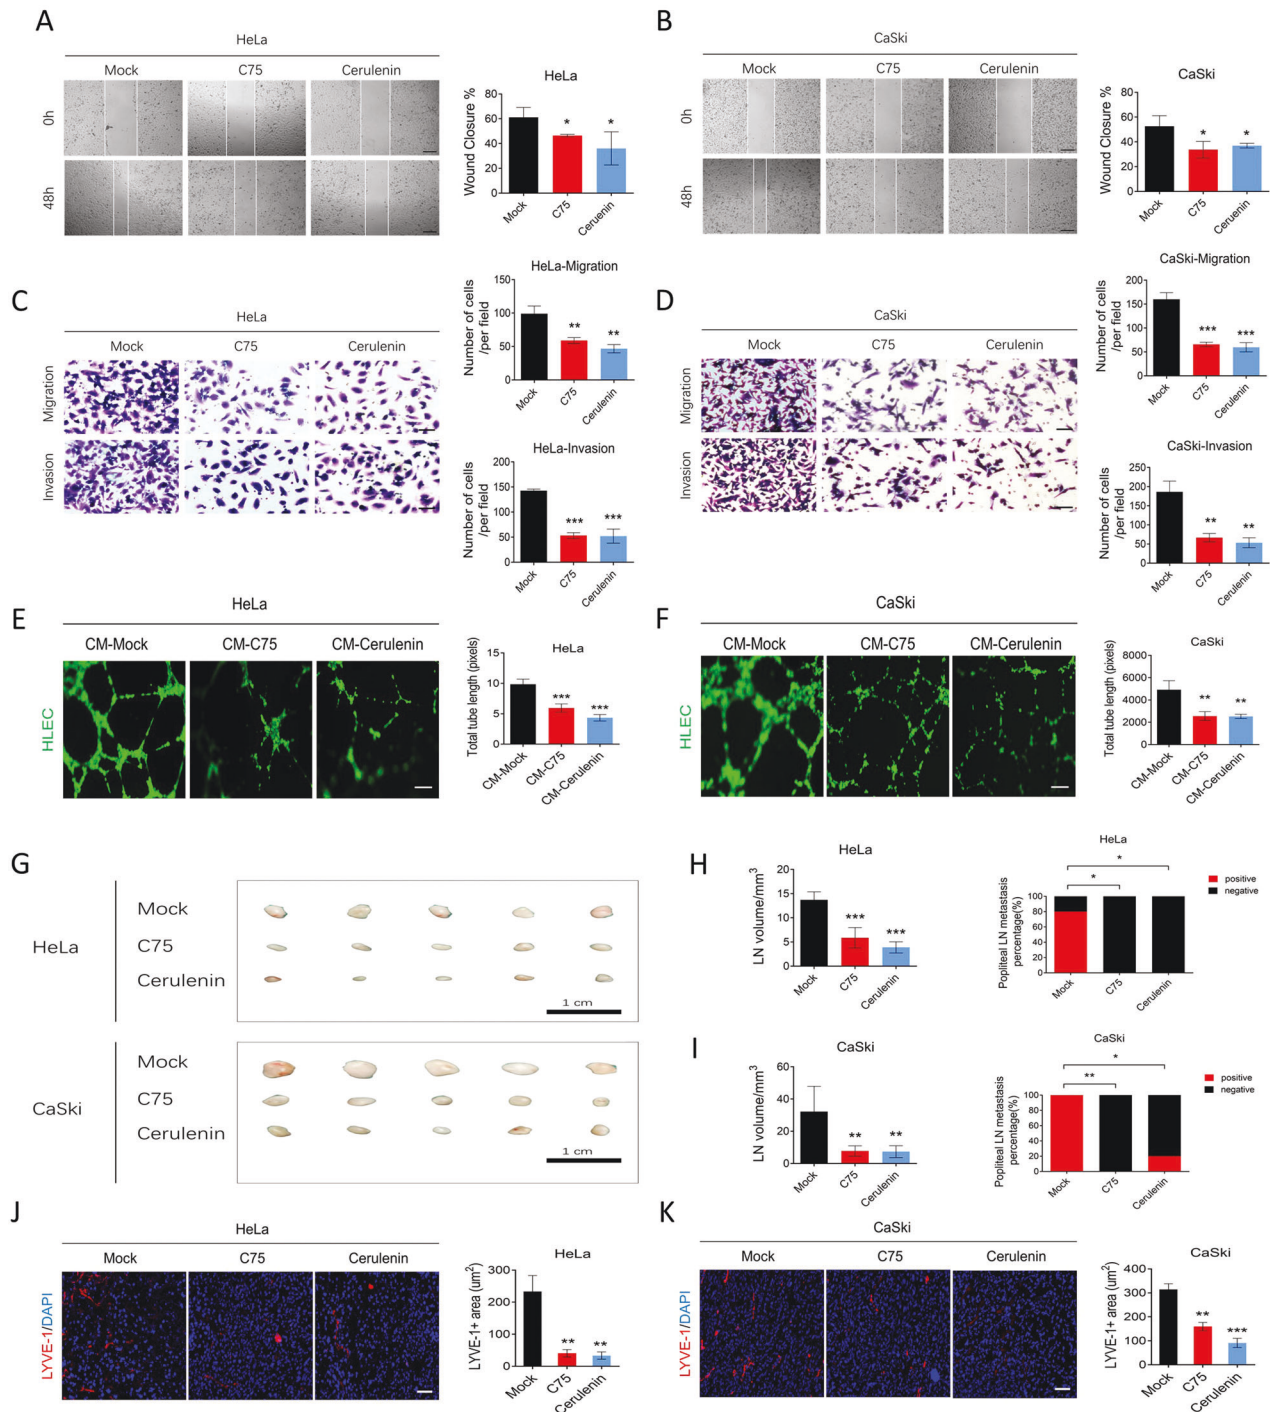 A
HeLa
Mock
C75
Cerulenin
0h
48h
HeLa
Wound Closure %
80
60
40
20
0
*
*
Mock
C75
Ceruenin
B
CaSki
Mock
C75
Cerulenin
0h
48h
CaSki
Wound Closure %
80
60
40
20
0
*
*
Mock
C75
Cerulenin
C
HeLa
Mock
C75
Cerulenin
Migration
Invasion
HeLa-Migration
Number of cells
/per field
150
100
50
0
**
**
Mock
C75
Cerulenin
HeLa-Invasion
Number of cells
/per field
200
150
100
50
0
***
***
Mock
C75
Cerulenin
D
CaSki
Mock
C75
Cerulenin
Migration
Invasion
CaSki-Migration
Number of cells
/per field
200
150
100
50
0
***
***
Mock
C75
Cerulenin
CaSki-Invasion
Number of cells
/per field
250
200
150
100
50
0
**
**
Mock
C75
Cerulenin
E
HeLa
CM-Mock
CM-C75
CM-Cerulenin
HLEC
HeLa
Total tube length (pixels)
15
10
5
0
***
***
CM-Mock
CM-C75
CM-Cerulenin
F
CaSki
CM-Mock
CM-C75
CM-Cerulenin
HLEC
CaSki
Total tube length (pixels)
8000
6000
4000
2000
0
**
**
CM-Mock
CM-C75
CM-Cerulenin
G
HeLa
Mock
C75
Cerulenin
1 cm
CaSki
Mock
C75
Cerulenin
1 cm
H
HeLa
LN volume/mm³
20
15
10
5
0
***
***
Mock
C75
Cerulenin
HeLa
*
*
positive
negative
Popliteal LN metastasis
percentage(%)
100
80
60
40
20
0
Mock
C75
Cerulenin
I
CaSki
LN volume/mm³
60
40
20
0
**
**
Mock
C75
Cerulenin
CaSki
*
**
positive
negative
Popliteal LN metastasis
percentage(%)
100
80
60
40
20
0
Mock
C75
Cerulenin
J
HeLa
Mock
C75
Cerulenin
LYVE-1/DAPI
HeLa
LYVE-1+ area (um²)
300
200
100
0
**
**
Mock
C75
Cerulenin
K
CaSki
Mock
C75
Cerulenin
LYVE-1/DAPI
CaSki
LYVE-1+ area (um²)
400
300
200
100
0
**
***
Mock
C75
Cerulenin